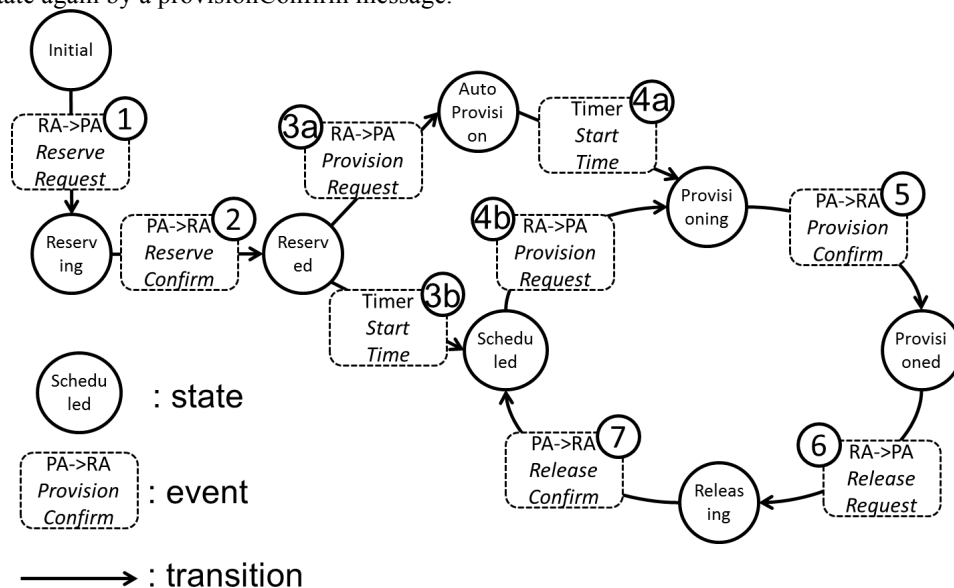 tate again by a provisionConfirm message.
Initial
RA->PA
Reserve
Request
1
Reserv
ing
PA->RA
Reserve
Confirm
2
Reserv
ed
3a
RA->PA
Provision
Request
Auto
Provisi
on
Timer
Start
Time
4a
Timer
Start
Time
3b
Schedu
led
4b
RA->PA
Provision
Request
Provisi
oning
PA->RA
Provision
Confirm
5
Provisi
oned
6
RA->PA
Release
Request
Releas
ing
PA->RA
Release
Confirm
7
Schedu
led
: state
PA->RA
Provision
Confirm
: event
: transition